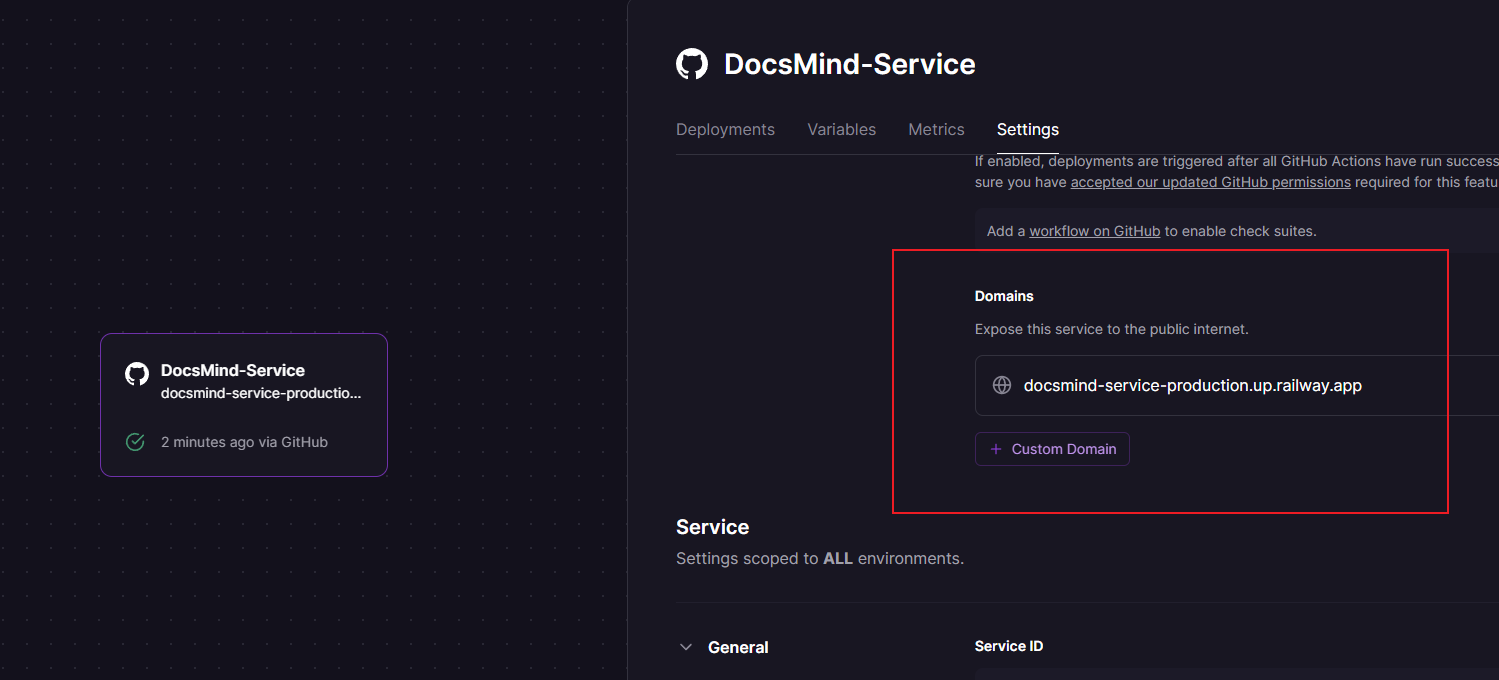 DocsMind-Service
Deployments Variables Metrics Settings
If enabled, deployments are triggered after all GitHub Actions have run success
sure you have accepted our updated GitHub permissions required for this featu
Add a workflow on GitHub to enable check suites.
Domains
Expose this service to the public internet.
docsmind-service-production.up.railway.app
+ Custom Domain
DocsMind-Service
docsmind-service-productio...
2 minutes ago via GitHub
Service
Settings scoped to ALL environments.
General
Service ID